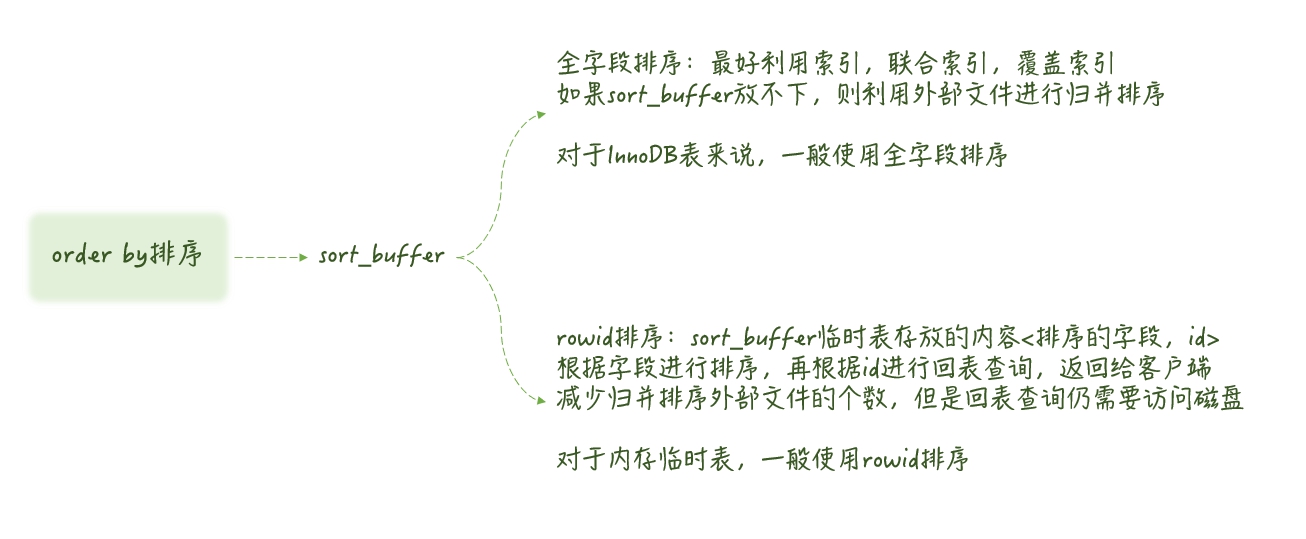 全字段排序：最好利用索引，联合索引，覆盖索引
如果sort_buffer放不下，则利用外部文件进行归并排序
对于InnoDB表来说，一般使用全字段排序
order by排序
sort_buffer
rowid排序：sort_buffer临时表存放的内容<排序的字段，id>
根据字段进行排序，再根据id进行回表查询，返回给客户端
减少归并排序外部文件的个数，但是回表查询仍需要访问磁盘
对于内存临时表，一般使用rowid排序